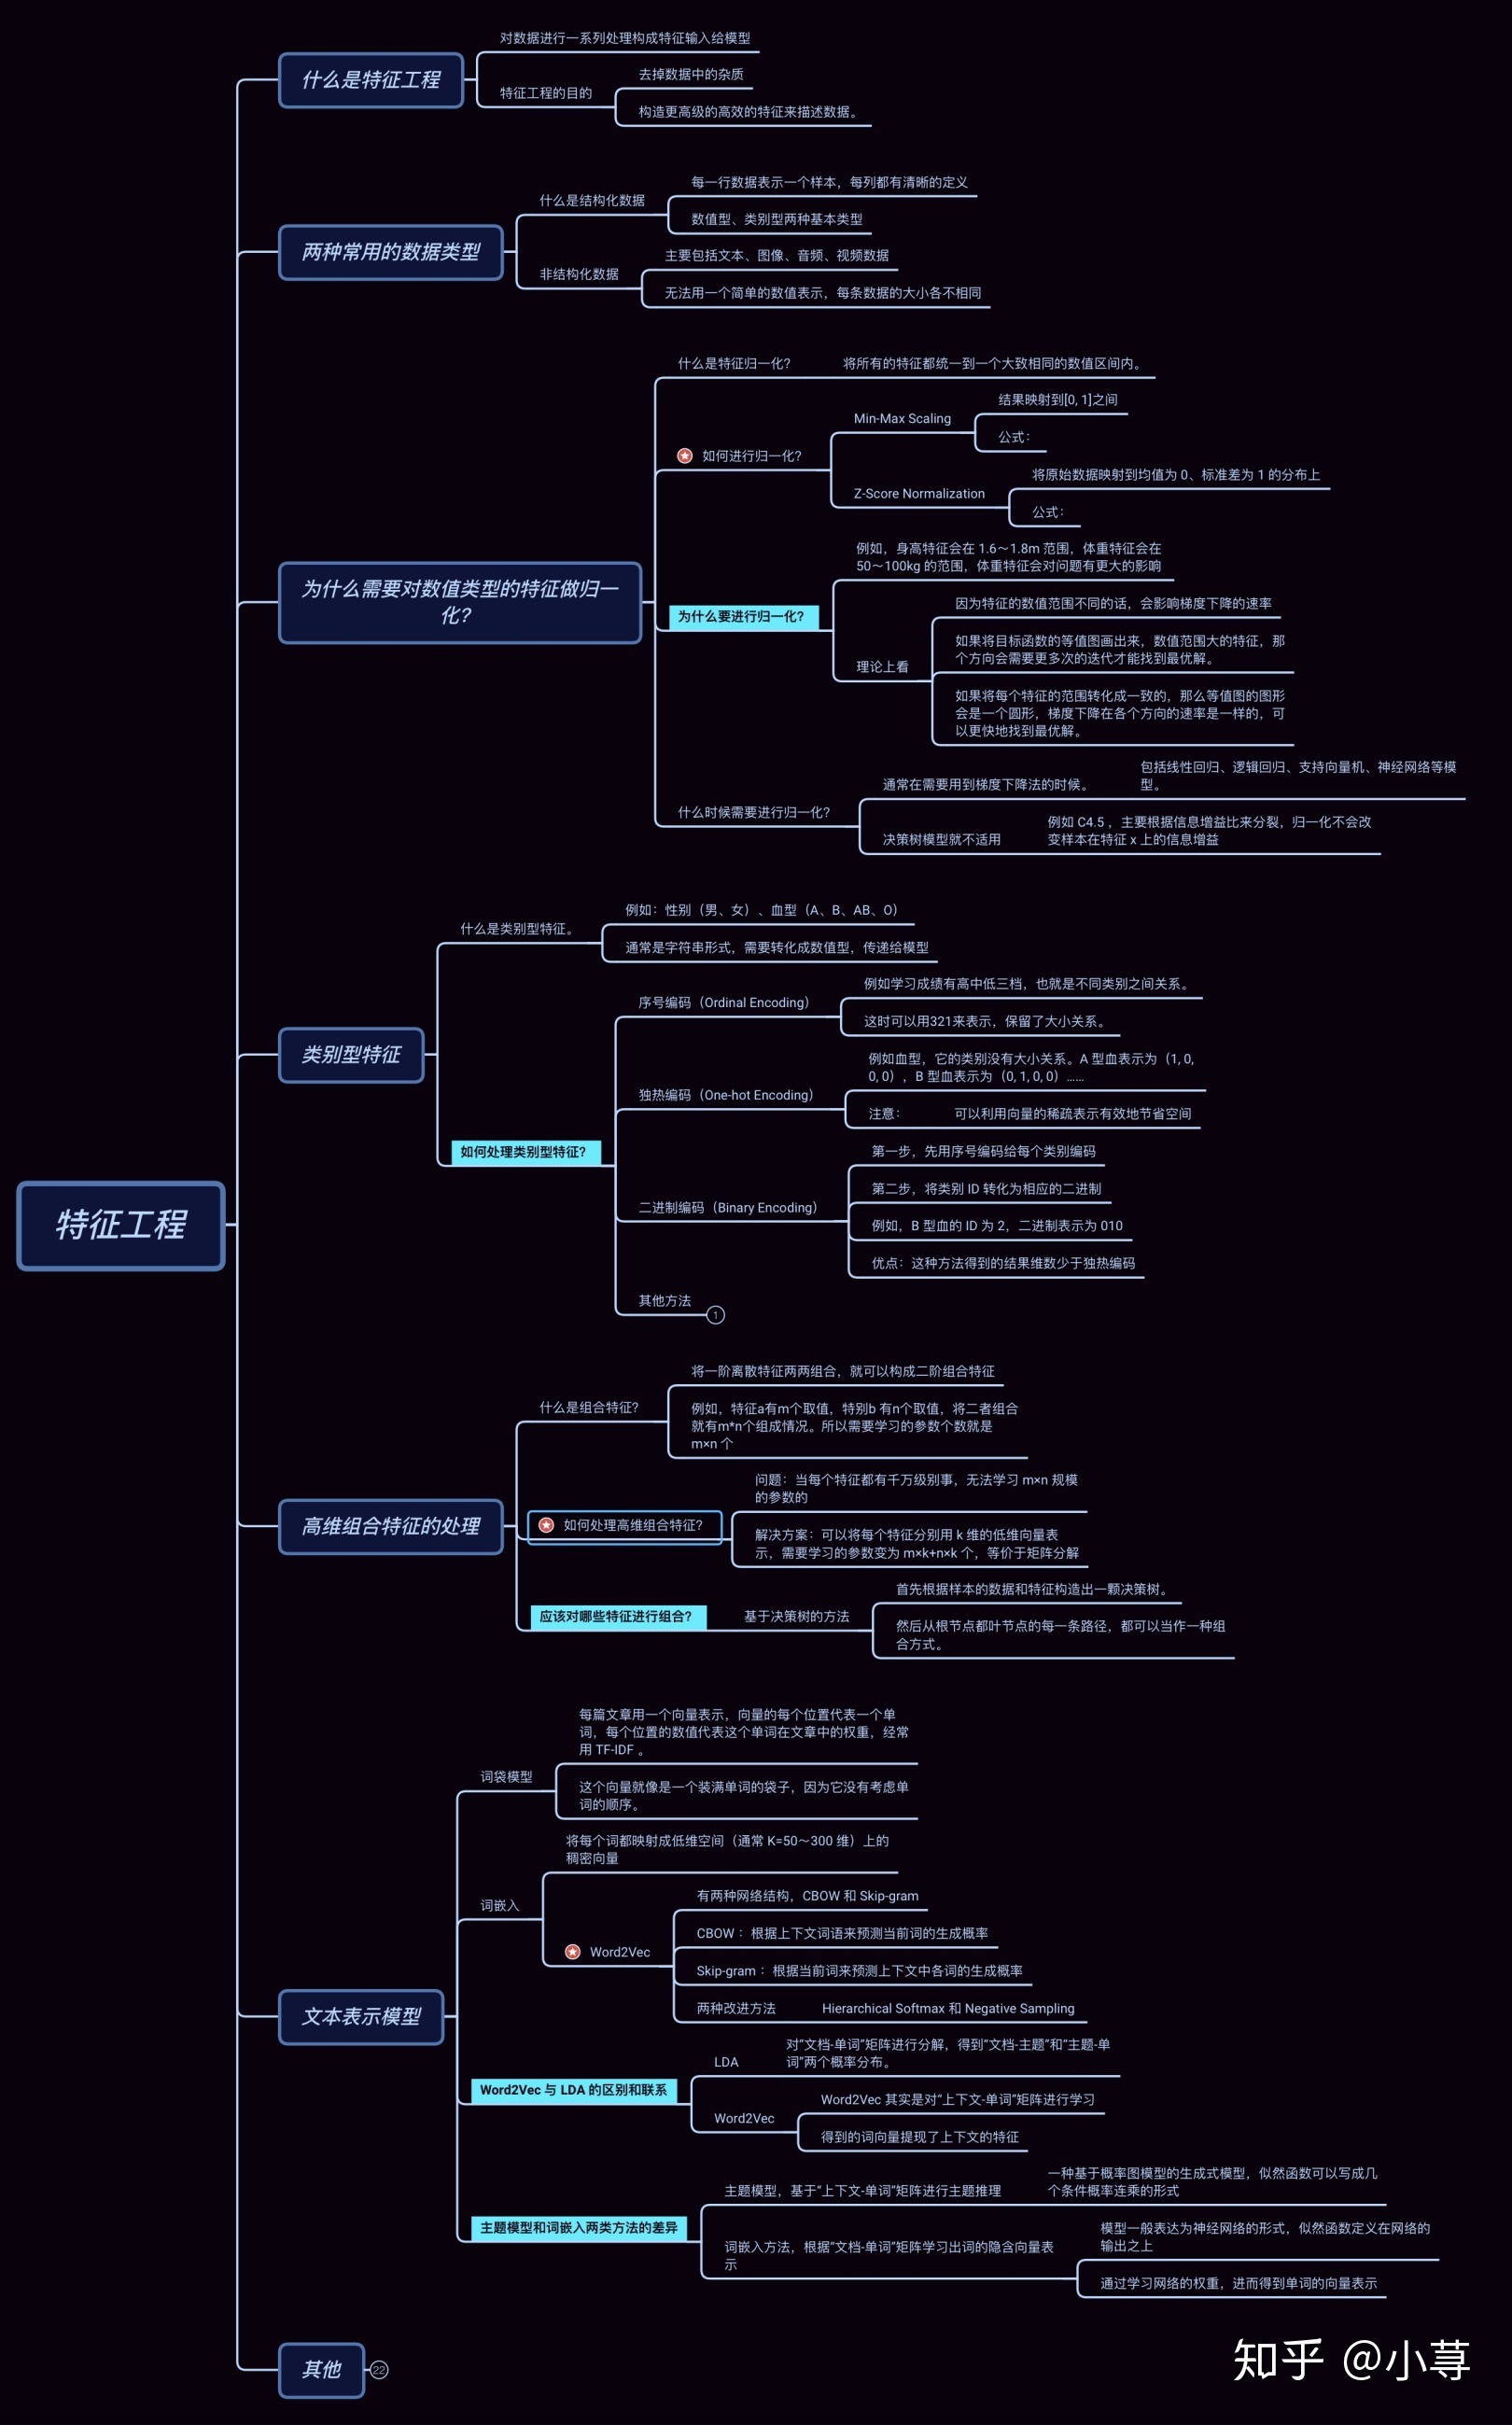 对数据进行一系列处理构成特征输入给模型
什么是特征工程
去掉数据中的杂质
特征工程的目的
构造更高级的高效的特征来描述数据。
每一行数据表示一个样本，每列都有清晰的定义
什么是结构化数据
数值型、类别型两种基本类型
两种常用的数据类型
主要包括文本、图像、音频、视频数据
非结构化数据
无法用一个简单的数值表示，每条数据的大小各不相同
什么是特征归一化？
将所有的特征都统一到一个大致相同的数值区间内。
结果映射到[0, 1]之间
Min-Max Scaling
公式：
如何进行归一化？
将原始数据映射到均值为 0、标准差为 1 的分布上
Z-Score Normalization
公式：
为什么需要对数值类型的特征做归一
化？
例如，身高特征会在 1.6～1.8m 范围，体重特征会在
50～100kg 的范围，体重特征会对问题有更大的影响
为什么要进行归一化？
因为特征的数值范围不同的话，会影响梯度下降的速率
如果将目标函数的等值图画出来，数值范围大的特征，那
个方向会需要更多次的迭代才能找到最优解。
理论上看
如果将每个特征的范围转化成一致的，那么等值图的图形
会是一个圆形，梯度下降在各个方向的速率是一样的，可
以更快地找到最优解。
什么时候需要进行归一化？
通常在需要用到梯度下降法的时候。
包括线性回归、逻辑回归、支持向量机、神经网络等模
型。
决策树模型就不适用
例如 C4.5 ，主要根据信息增益比来分裂，归一化不会改
变样本在特征 x 上的信息增益
例如：性别（男、女）、血型（A、B、AB、O）
什么是类别型特征。
通常是字符串形式，需要转化成数值型，传递给模型
类别型特征
例如学习成绩有高中低三档，也就是不同类别之间关系。
序号编码（Ordinal Encoding）
这时可以用321来表示，保留了大小关系。
例如血型，它的类别没有大小关系。A 型血表示为（1, 0,
0, 0），B 型血表示为（0, 1, 0, 0）……
独热编码（One-hot Encoding）
注意：
可以利用向量的稀疏表示有效地节省空间
如何处理类别型特征？
第一步，先用序号编码给每个类别编码
第二步，将类别 ID 转化为相应的二进制
二进制编码（Binary Encoding）
例如，B 型血的 ID 为 2，二进制表示为 010
优点：这种方法得到的结果维数少于独热编码
其他方法
1
特征工程
将一阶离散特征两两组合，就可以构成二阶组合特征
什么是组合特征？
例如，特征a有m个取值，特别b 有n个取值，将二者组合
就有m*n个组成情况。所以需要学习的参数个数就是
m×n 个
高维组合特征的处理
问题：当每个特征都有千万级别事，无法学习 m×n 规模
的参数的
如何处理高维组合特征？
解决方案：可以将每个特征分别用 k 维的低维向量表
示，需要学习的参数变为 m×k+n×k 个，等价于矩阵分解
应该对哪些特征进行组合？
基于决策树的方法
首先根据样本的数据和特征构造出一颗决策树。
然后从根节点都叶节点的每一条路径，都可以当作一种组
合方式。
每篇文章用一个向量表示，向量的每个位置代表一个单
词，每个位置的数值代表这个单词在文章中的权重，经常
用 TF-IDF 。
词袋模型
这个向量就像是一个装满单词的袋子，因为它没有考虑单
词的顺序。
将每个词都映射成低维空间（通常 K=50～300 维）上的
稠密向量
词嵌入
有两种网络结构，CBOW 和 Skip-gram
CBOW ：根据上下文词语来预测当前词的生成概率
Word2Vec
Skip-gram ：根据当前词来预测上下文中各词的生成概率
两种改进方法
Hierarchical Softmax 和 Negative Sampling
文本表示模型
LDA
对“文档-单词”矩阵进行分解，得到“文档-主题”和“主题-单
词”两个概率分布。
Word2Vec 与 LDA 的区别和联系
Word2Vec 其实是对“上下文-单词”矩阵进行学习
Word2Vec
得到的词向量提现了上下文的特征
主题模型，基于“上下文-单词”矩阵进行主题推理
一种基于概率图模型的生成式模型，似然函数可以写成几
个条件概率连乘的形式
主题模型和词嵌入两类方法的差异
词嵌入方法，根据“文档-单词”矩阵学习出词的隐含向量表
示
模型一般表达为神经网络的形式，似然函数定义在网络的
输出之上
通过学习网络的权重，进而得到单词的向量表示
其他
22
知乎 @小荨